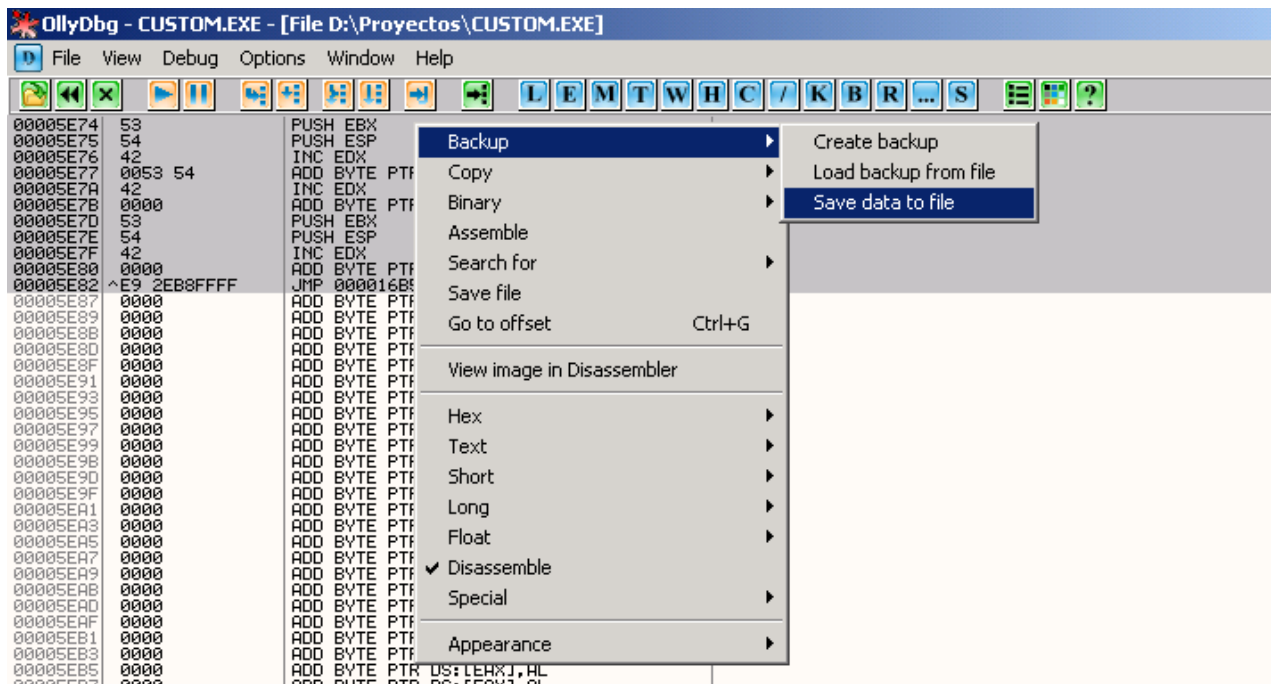 OllyDbg - CUSTOM.EXE - [File D:\Proyectos\CUSTOM.EXE]
D File View Debug Options Window Help
L E M T W H C / K B R ... S ?
00005E74 53 PUSH EBX
00005E75 54 PUSH ESP
00005E76 42 INC EDX
00005E77 0053 54 ADD BYTE PTR
00005E7A 42 INC EDX
00005E7B 0000 ADD BYTE PTR
00005E7D 53 PUSH EBX
00005E7E 54 PUSH ESP
00005E7F 42 INC EDX
00005E80 0000 ADD BYTE PTR
00005E82 ^E9 2EB8FFFF JMP 000016B5
00005E87 0000 ADD BYTE PTR
00005E89 0000 ADD BYTE PTR
00005E8B 0000 ADD BYTE PTR
00005E8D 0000 ADD BYTE PTR
00005E8F 0000 ADD BYTE PTR
00005E91 0000 ADD BYTE PTR
00005E93 0000 ADD BYTE PTR
00005E95 0000 ADD BYTE PTR
00005E97 0000 ADD BYTE PTR
00005E99 0000 ADD BYTE PTR
00005E9B 0000 ADD BYTE PTR
00005E9D 0000 ADD BYTE PTR
00005E9F 0000 ADD BYTE PTR
00005EA1 0000 ADD BYTE PTR
00005EA3 0000 ADD BYTE PTR
00005EA5 0000 ADD BYTE PTR
00005EA7 0000 ADD BYTE PTR
00005EA9 0000 ADD BYTE PTR
00005EAB 0000 ADD BYTE PTR
00005EAD 0000 ADD BYTE PTR
00005EAF 0000 ADD BYTE PTR
00005EB1 0000 ADD BYTE PTR
00005EB3 0000 ADD BYTE PTR
00005EB5 0000 ADD BYTE PTR DS:[EAX],AL
Backup
Copy
Binary
Assemble
Search for
Save file
Go to offset Ctrl+G
View image in Disassembler
Hex
Text
Short
Long
Float
Disassemble
Special
Appearance
Create backup
Load backup from file
Save data to file